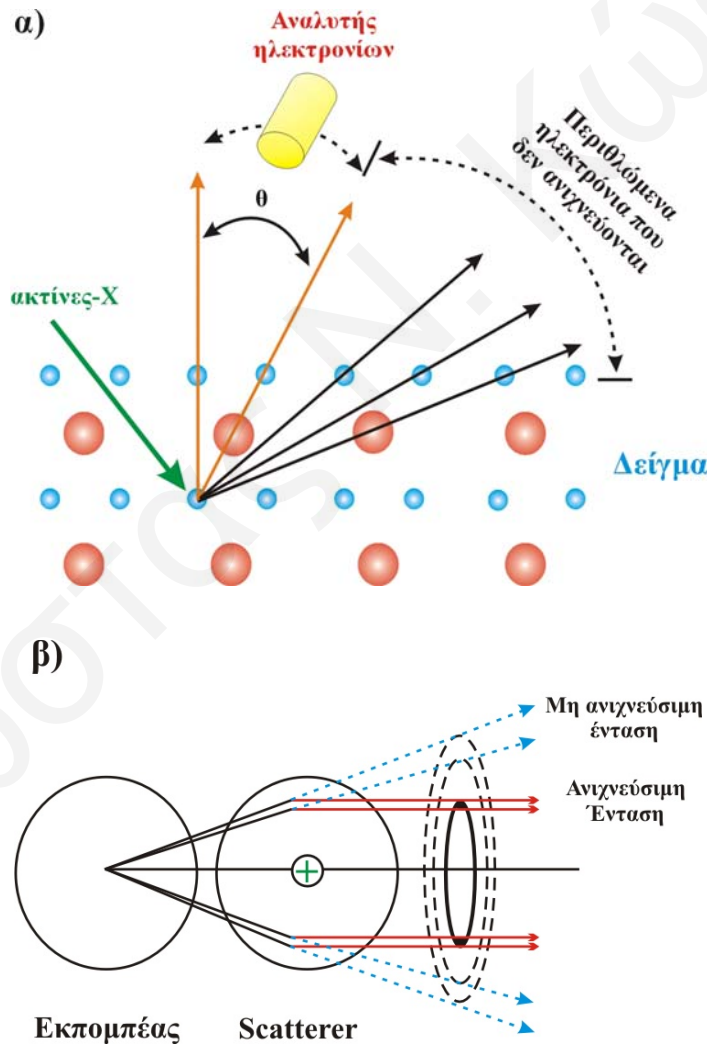 α)
Αναλυτής
ηλεκτρονίων
Περιθλώμενα
ηλεκτρόνια που
δεν ανιχνεύονται
θ
ακτίνες-Χ
Δείγμα
β)
Μη ανιχνεύσιμη
ένταση
Ανιχνεύσιμη
Ένταση
+
Εκπομπέας
Scatterer